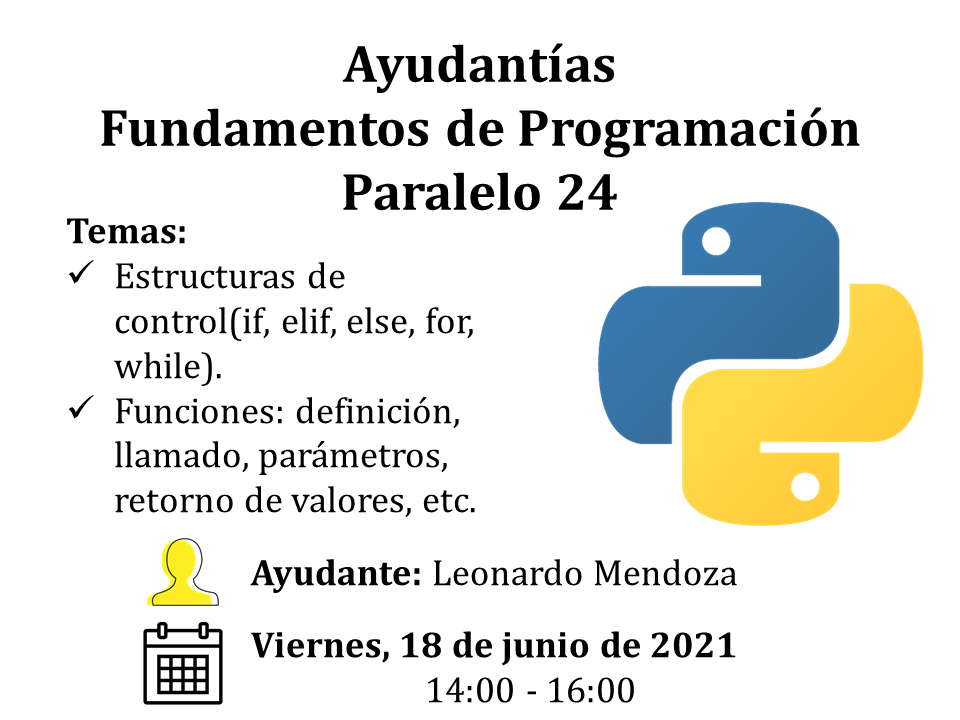 Ayudantías
Fundamentos de Programación
Paralelo 24
Temas:
✓ Estructuras de
control(if, elif, else, for,
while).
✓ Funciones: definición,
llamado, parámetros,
retorno de valores, etc.
Ayudante: Leonardo Mendoza
Viernes, 18 de junio de 2021
14:00 - 16:00